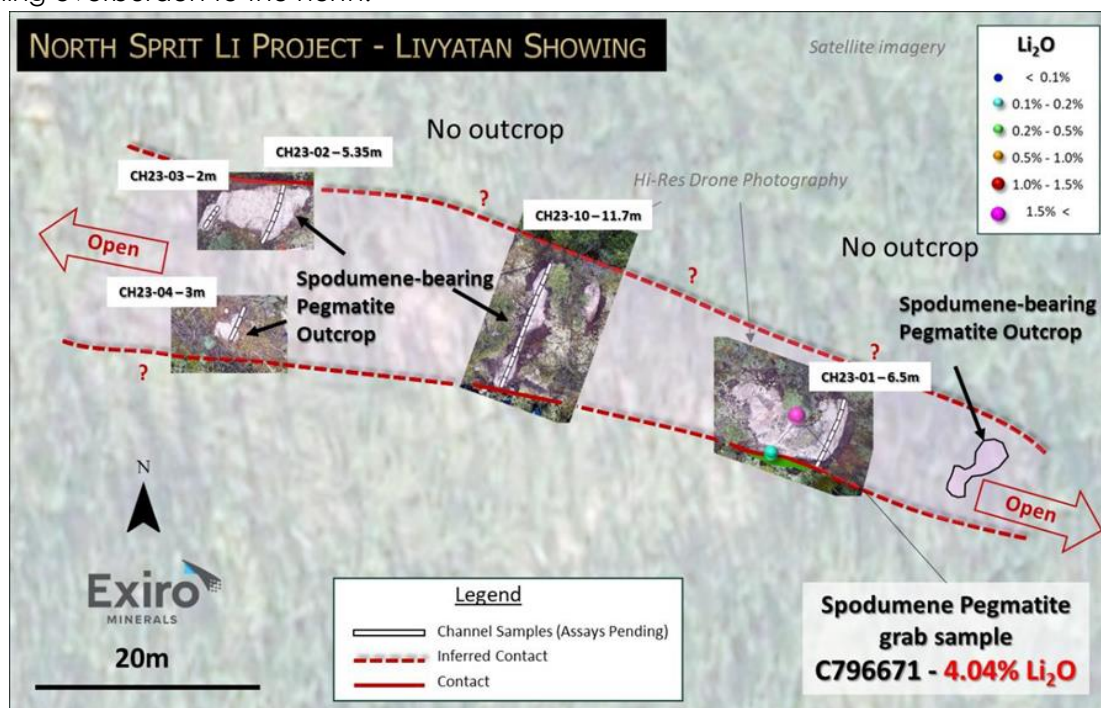 NORTH SPRIT LI PROJECT - LIVYATAN SHOWING
Satellite imagery
Li₂O
< 0.1%
0.1% - 0.2%
0.2% - 0.5%
0.5% - 1.0%
1.0% - 1.5%
1.5% <
No outcrop
CH23-02 – 5.35m
CH23-03 – 2m
Hi-Res Drone Photography
?
CH23-10 – 11.7m
Open
No outcrop
?
Spodumene-bearing
Pegmatite
Outcrop
CH23-04 – 3m
Spodumene-bearing
Pegmatite Outcrop
?
?
CH23-01 – 6.5m
N
Open
Exiro
MINERALS
20m
Legend
Channel Samples (Assays Pending)
Inferred Contact
Contact
Spodumene Pegmatite
grab sample
C796671 - 4.04% Li₂O